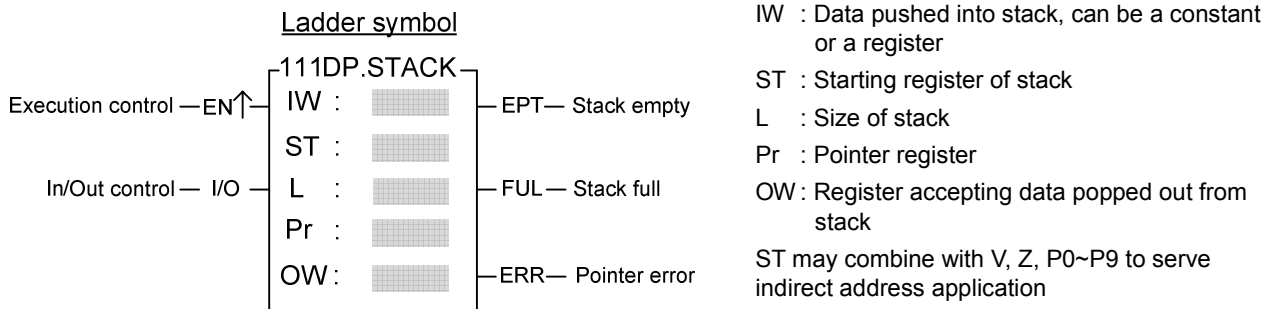 Ladder symbol
111DP.STACK
Execution control
EN↑
IW :
EPT
Stack empty
ST :
In/Out control
I/O
L :
FUL
Stack full
Pr :
OW :
ERR
Pointer error
IW : Data pushed into stack, can be a constant
or a register
ST : Starting register of stack
L : Size of stack
Pr : Pointer register
OW : Register accepting data popped out from
stack
ST may combine with V, Z, P0~P9 to serve
indirect address application